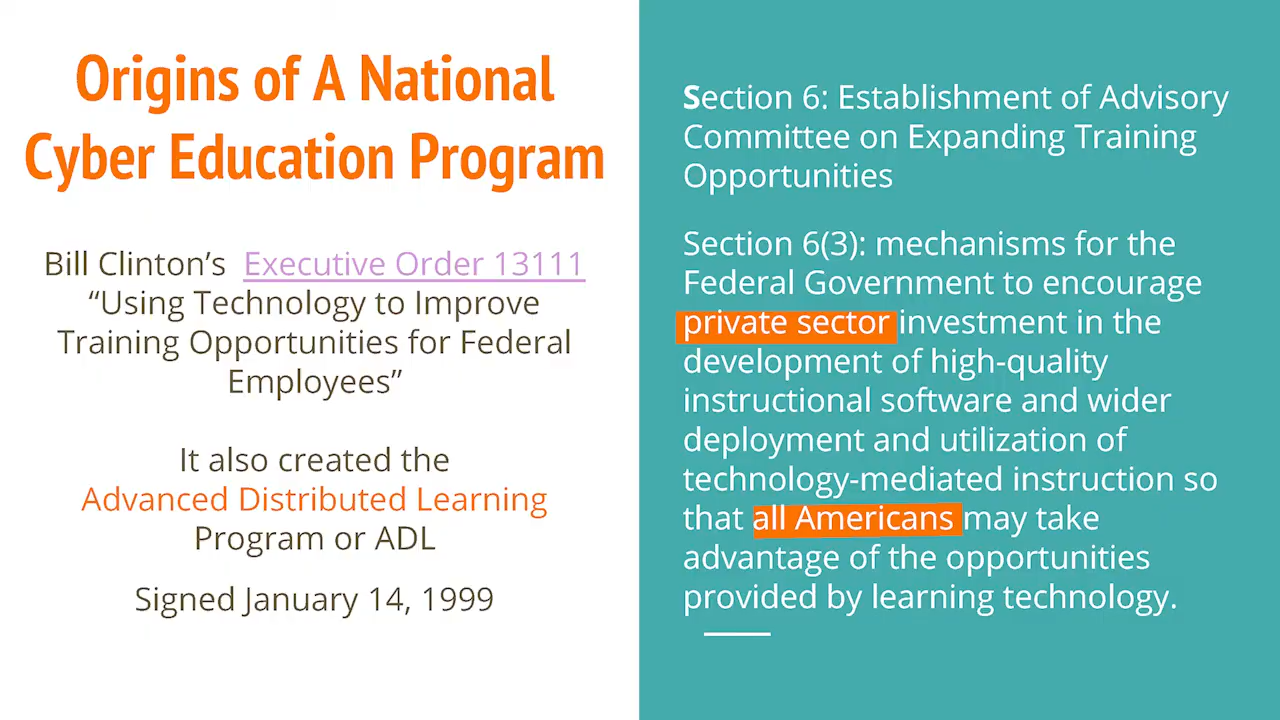 Origins of A National
Cyber Education Program
Bill Clinton’s Executive Order 13111
“Using Technology to Improve
Training Opportunities for Federal
Employees”
It also created the
Advanced Distributed Learning
Program or ADL
Signed January 14, 1999
Section 6: Establishment of Advisory
Committee on Expanding Training
Opportunities
Section 6(3): mechanisms for the
Federal Government to encourage
private sector investment in the
development of high-quality
instructional software and wider
deployment and utilization of
technology-mediated instruction so
that all Americans may take
advantage of the opportunities
provided by learning technology.